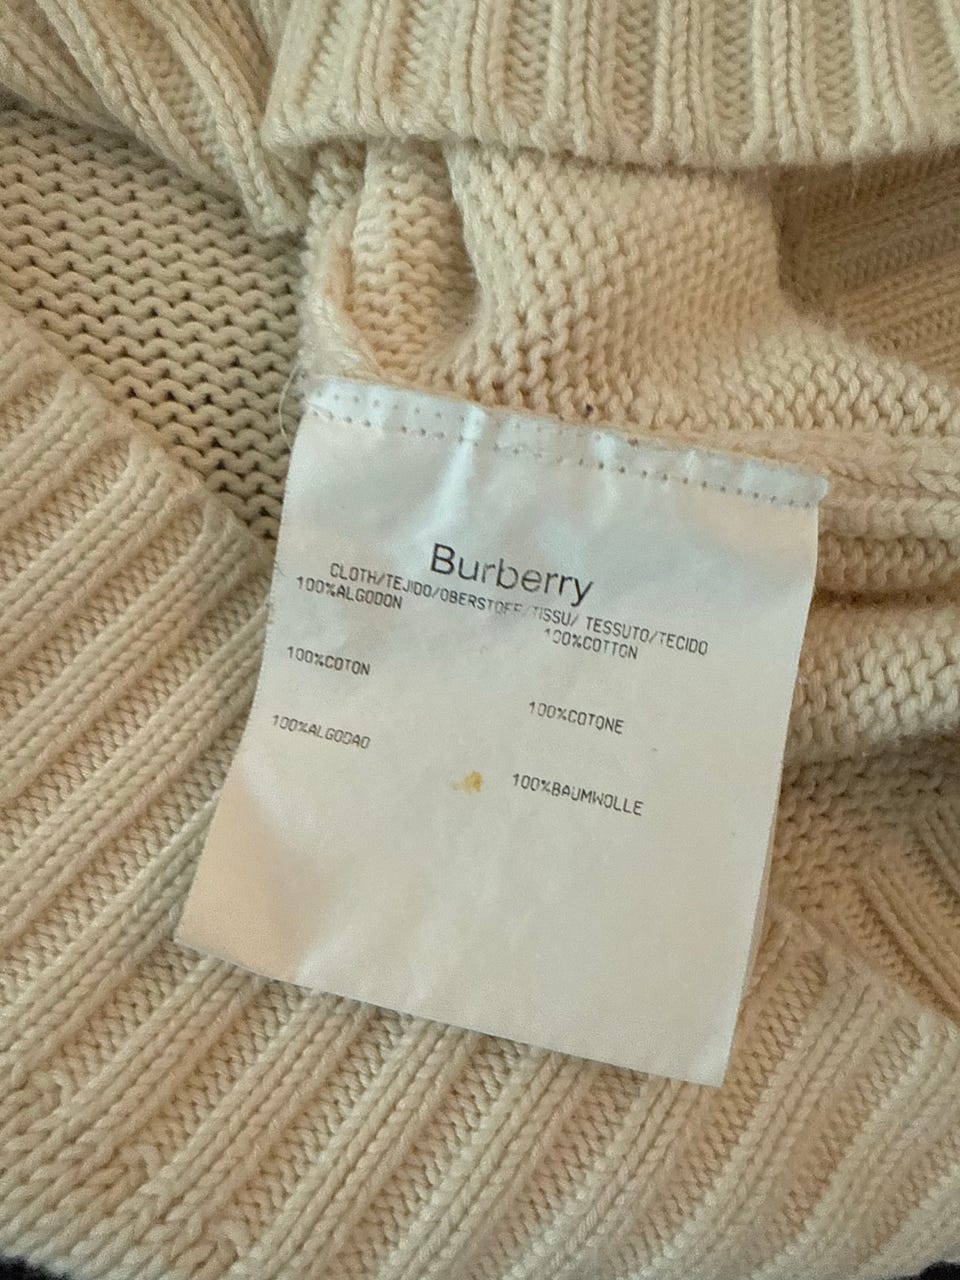 Burberry
CLOTH/TEJIDO/OBERSTOFF/TISSU/ TESSUTO/TECIDO
100%ALGODON
100%COTTON
100%COTON
100%COTONE
100%ALGODAO
100%BAUMWOLLE